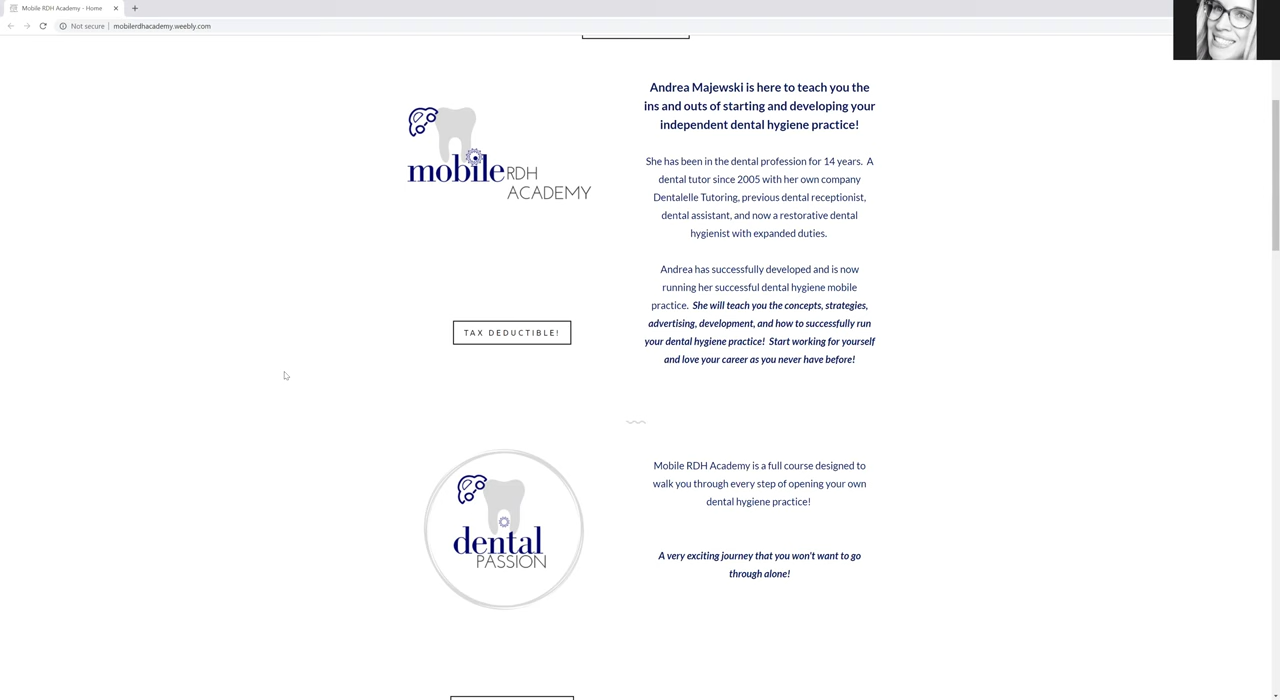 Mobile RDH Academy - Home
Not secure | mobilerdhacademy.weebly.com
mobile RDH
ACADEMY
TAX DEDUCTIBLE!
Andrea Majewski is here to teach you the
ins and outs of starting and developing your
independent dental hygiene practice!
She has been in the dental profession for 14 years. A
dental tutor since 2005 with her own company
Dentalelle Tutoring, previous dental receptionist,
dental assistant, and now a restorative dental
hygienist with expanded duties.
Andrea has successfully developed and is now
running her successful dental hygiene mobile
practice. She will teach you the concepts, strategies,
advertising, development, and how to successfully run
your dental hygiene practice! Start working for yourself
and love your career as you never have before!
dental
PASSION
Mobile RDH Academy is a full course designed to
walk you through every step of opening your own
dental hygiene practice!
A very exciting journey that you won't want to go
through alone!